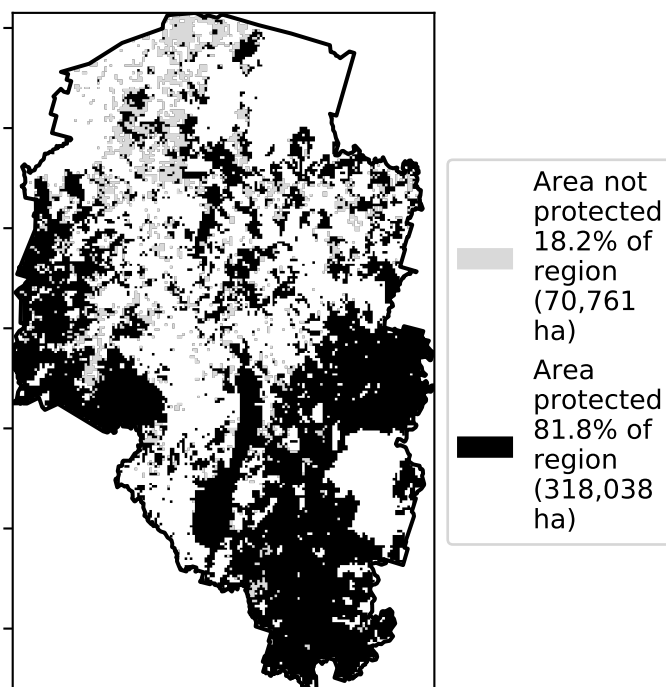 Area not
protected
18.2% of
region
(70,761
ha)
Area
protected
81.8% of
region
(318,038
ha)